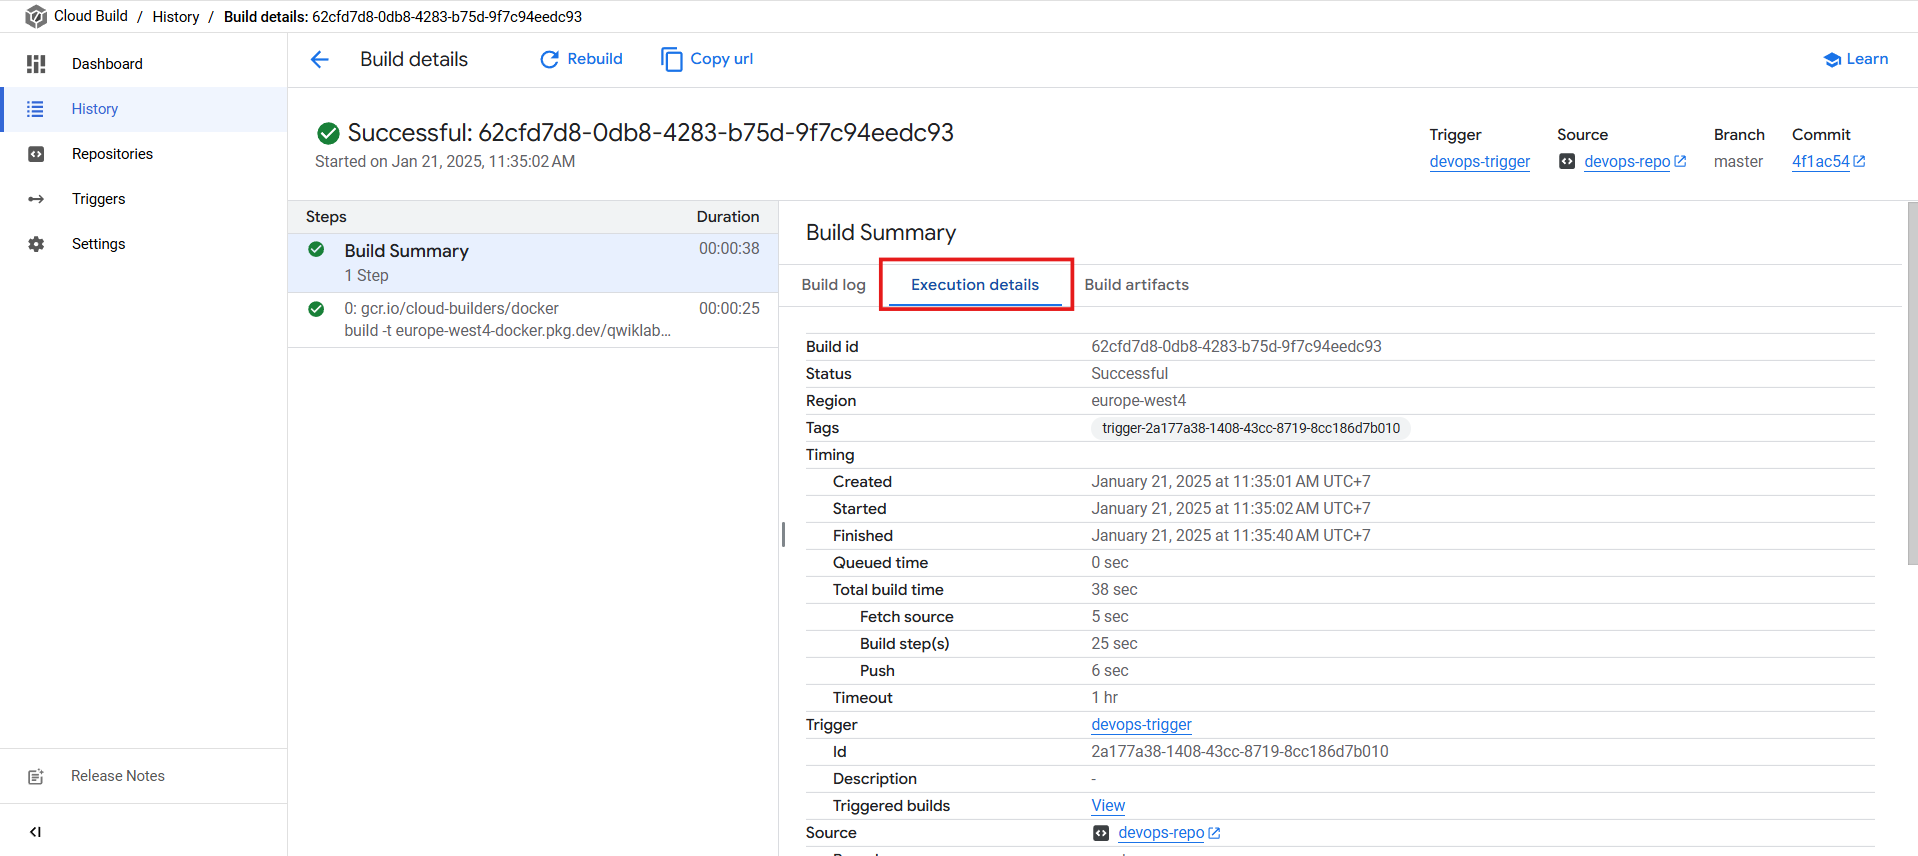 Cloud Build / History / Build details: 62cfd7d8-0db8-4283-b75d-9f7c94eedc93
Dashboard
History
Repositories
Triggers
Settings
Release Notes
Build details
Rebuild
Copy url
Learn
Successful: 62cfd7d8-0db8-4283-b75d-9f7c94eedc93
Started on Jan 21, 2025, 11:35:02 AM
Trigger
devops-trigger
Source
devops-repo
Branch
master
Commit
4f1ac54
Steps Duration
Build Summary 00:00:38
1 Step
0: gcr.io/cloud-builders/docker 00:00:25
build -t europe-west4-docker.pkg.dev/qwiklab...
Build Summary
Build log Execution details Build artifacts
Build id 62cfd7d8-0db8-4283-b75d-9f7c94eedc93
Status Successful
Region europe-west4
Tags trigger-2a177a38-1408-43cc-8719-8cc186d7b010
Timing
Created January 21, 2025 at 11:35:01 AM UTC+7
Started January 21, 2025 at 11:35:02 AM UTC+7
Finished January 21, 2025 at 11:35:40 AM UTC+7
Queued time 0 sec
Total build time 38 sec
Fetch source 5 sec
Build step(s) 25 sec
Push 6 sec
Timeout 1 hr
Trigger devops-trigger
Id 2a177a38-1408-43cc-8719-8cc186d7b010
Description -
Triggered builds View
Source devops-repo